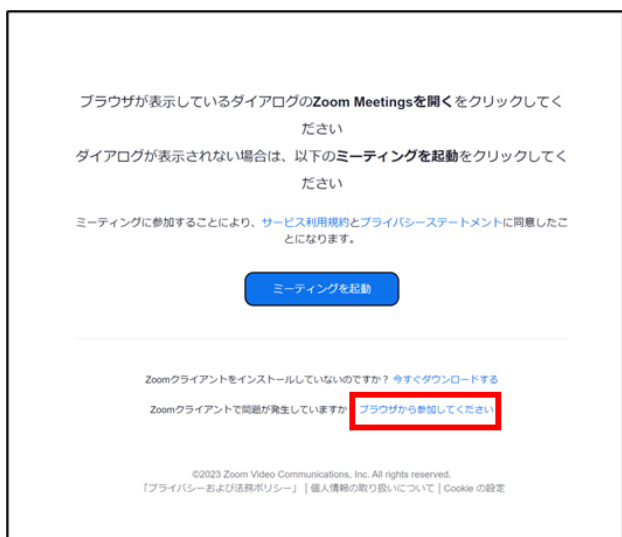 ブラウザが表示しているダイアログのZoom Meetingsを開くをクリックしてく
ださい
ダイアログが表示されない場合は、以下のミーティングを起動をクリックしてく
ださい
ミーティングに参加することにより、サービス利用規約とプライバシーステートメントに同意したこ
とになります。
ミーティングを起動
Zoomクライアントをインストールしていないのですか？今すぐダウンロードする
Zoomクライアントで問題が発生していますか ブラウザから参加してください
©2023 Zoom Video Communications, Inc. All rights reserved.
「プライバシーおよび法務ポリシー」 | 個人情報の取り扱いについて | Cookie の設定